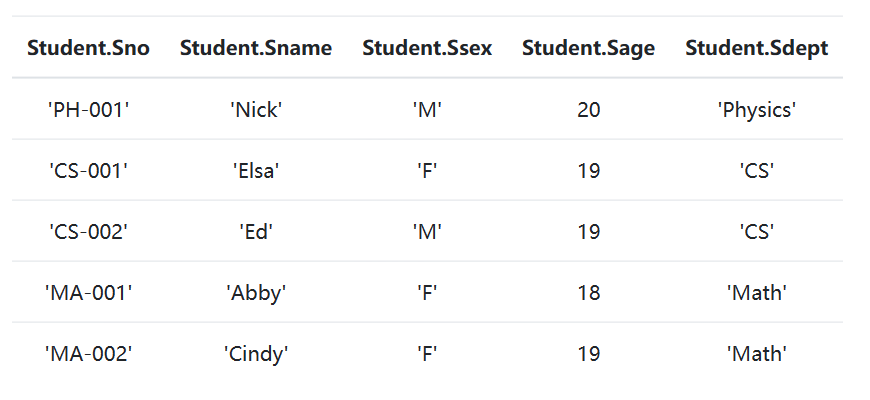 Student.Sno Student.Sname Student.Ssex Student.Sage Student.Sdept
'PH-001' 'Nick' 'M' 20 'Physics'
'CS-001' 'Elsa' 'F' 19 'CS'
'CS-002' 'Ed' 'M' 19 'CS'
'MA-001' 'Abby' 'F' 18 'Math'
'MA-002' 'Cindy' 'F' 19 'Math'